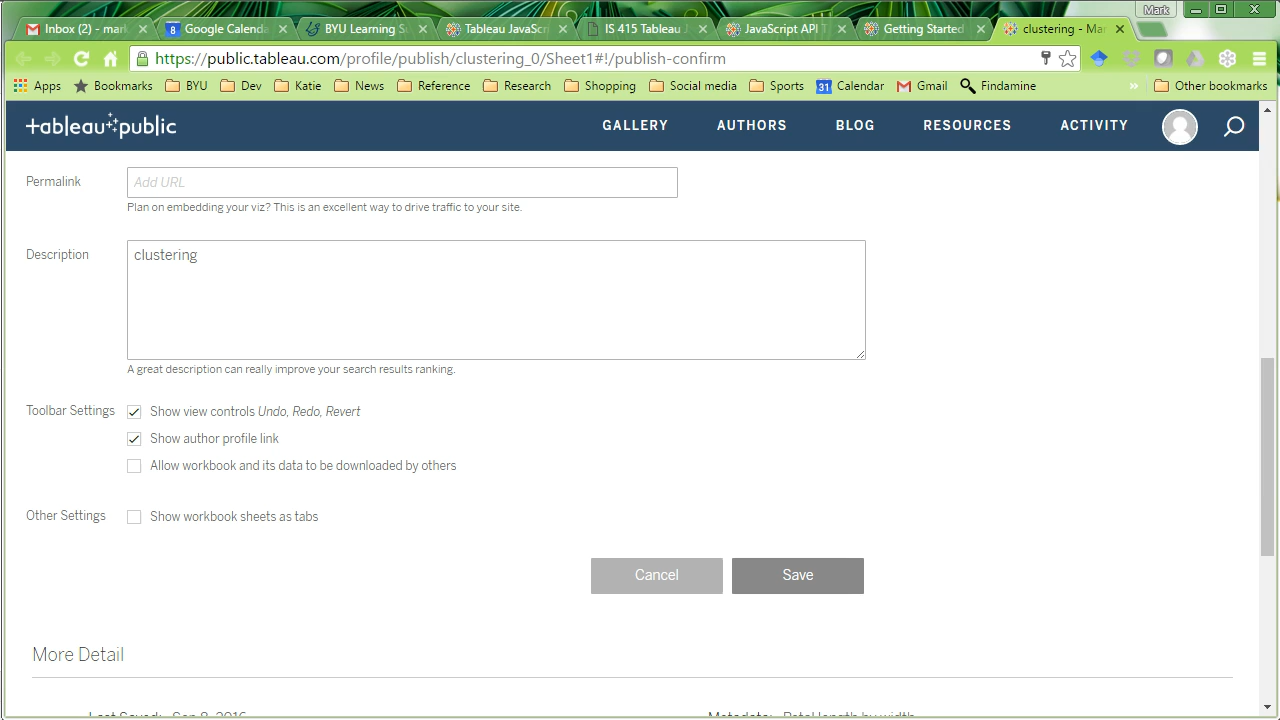 Mark
Inbox (2) - mark
8 Google Calenda
BYU Learning Su
Tableau JavaScri
IS 415 Tableau J
JavaScript API T
Getting Started
clustering - Mar
https://public.tableau.com/profile/publish/clustering_0/Sheet1#!/publish-confirm
Apps Bookmarks BYU Dev Katie News Reference Research Shopping Social media Sports 31 Calendar Gmail Findamine » Other bookmarks
+ableau public GALLERY AUTHORS BLOG RESOURCES ACTIVITY
Permalink Add URL
Plan on embedding your viz? This is an excellent way to drive traffic to your site.
Description clustering
A great description can really improve your search results ranking.
Toolbar Settings Show view controls Undo, Redo, Revert
Show author profile link
Allow workbook and its data to be downloaded by others
Other Settings Show workbook sheets as tabs
Cancel Save
More Detail
Last Saved: Sep 8, 2016 Metadata: Petal length by width